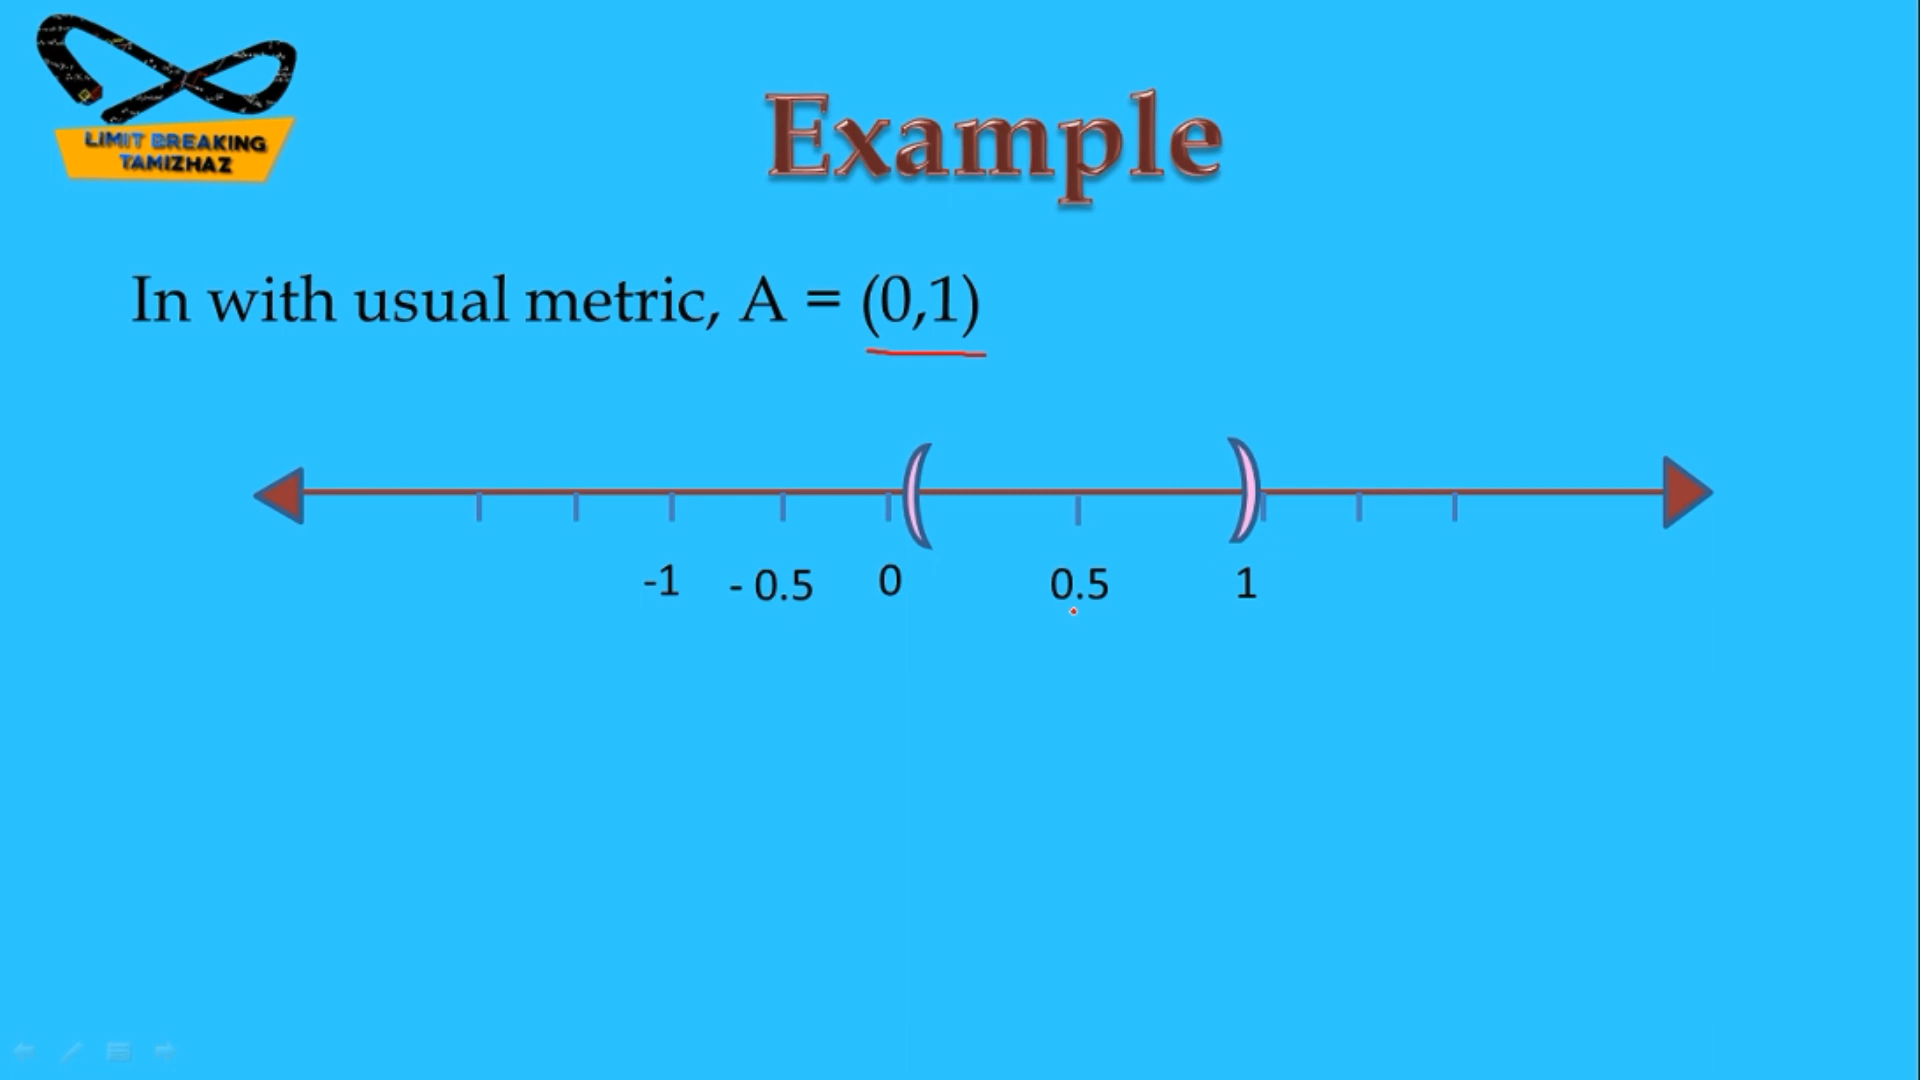 LIMIT BREAKING
TAMIZHAZ
Example
In with usual metric, A = (0,1)
-1 - 0.5 0 0.5 1